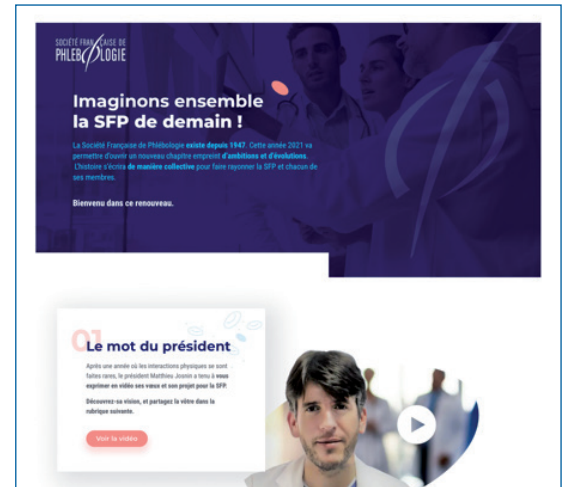 SOCIÉTÉ FRANÇAISE DE
PHLEBOLOGIE
Imaginons ensemble
la SFP de demain !
La Société Française de Phlébologie existe depuis 1947. Cette année 2021 va
permettre d'ouvrir un nouveau chapitre empreint d'ambitions et d'évolutions.
L'histoire s'écrira de manière collective pour faire rayonner la SFP et chacun de
ses membres.
Bienvenu dans ce renouveau.
01
Le mot du président
Après une année où les interactions physiques se sont
faites rares, le président Matthieu Josnin a tenu à vous
exprimer en vidéo ses vœux et son projet pour la SFP.
Découvrez-sa vision, et partagez la vôtre dans la
rubrique suivante.
Voir la vidéo